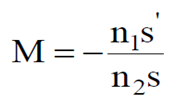 M = − n₁s' / n₂s